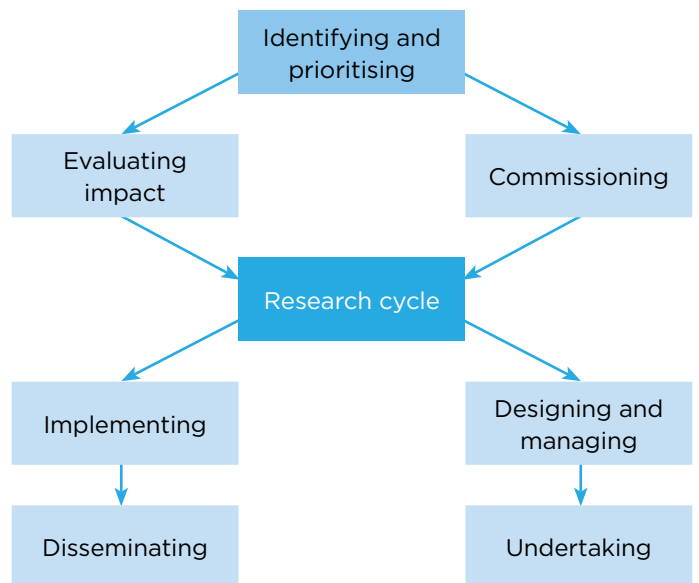 Identifying and
prioritising
Evaluating
impact
Commissioning
Research cycle
Implementing
Designing and
managing
Disseminating
Undertaking